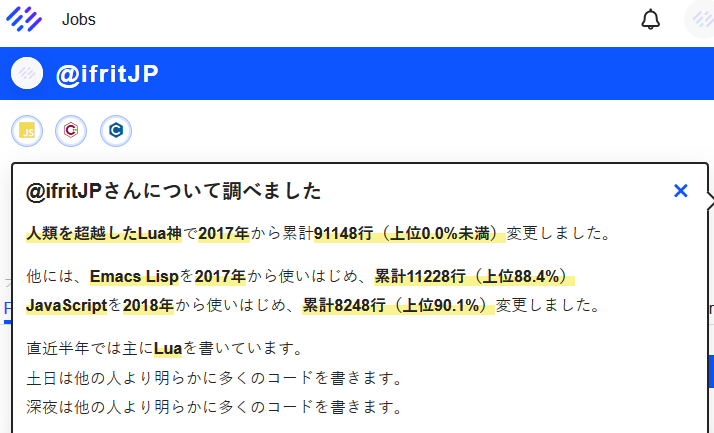 Jobs
@ifritJP
JS
C
C
@ifritJPさんについて調べました
人類を超越したLua神で2017年から累計91148行（上位0.0%未満）変更しました。
他には、Emacs Lispを2017年から使いはじめ、累計11228行（上位88.4%）
JavaScriptを2018年から使いはじめ、累計8248行（上位90.1%）変更しました。
直近半年では主にLuaを書いています。
土日は他の人より明らかに多くのコードを書きます。
深夜は他の人より明らかに多くのコードを書きます。